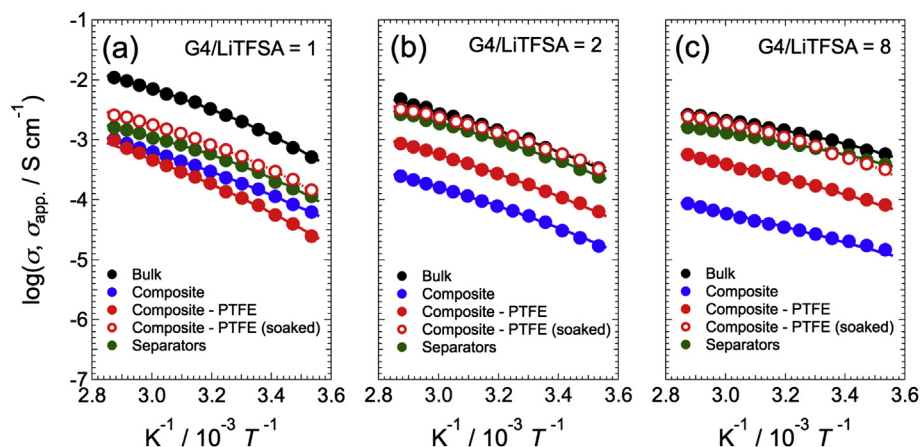 (a) G4/LiTFSA = 1
(b) G4/LiTFSA = 2
(c) G4/LiTFSA = 8
log(σ, σapp. / S cm⁻¹)
-1
-2
-3
-4
-5
-6
-7
Bulk
Composite
Composite - PTFE
Composite - PTFE (soaked)
Separators
Bulk
Composite
Composite - PTFE
Composite - PTFE (soaked)
Separators
Bulk
Composite
Composite - PTFE
Composite - PTFE (soaked)
Separators
2.8 3.0 3.2 3.4 3.6
2.8 3.0 3.2 3.4 3.6
2.8 3.0 3.2 3.4 3.6
K⁻¹ / 10⁻³ T⁻¹
K⁻¹ / 10⁻³ T⁻¹
K⁻¹ / 10⁻³ T⁻¹